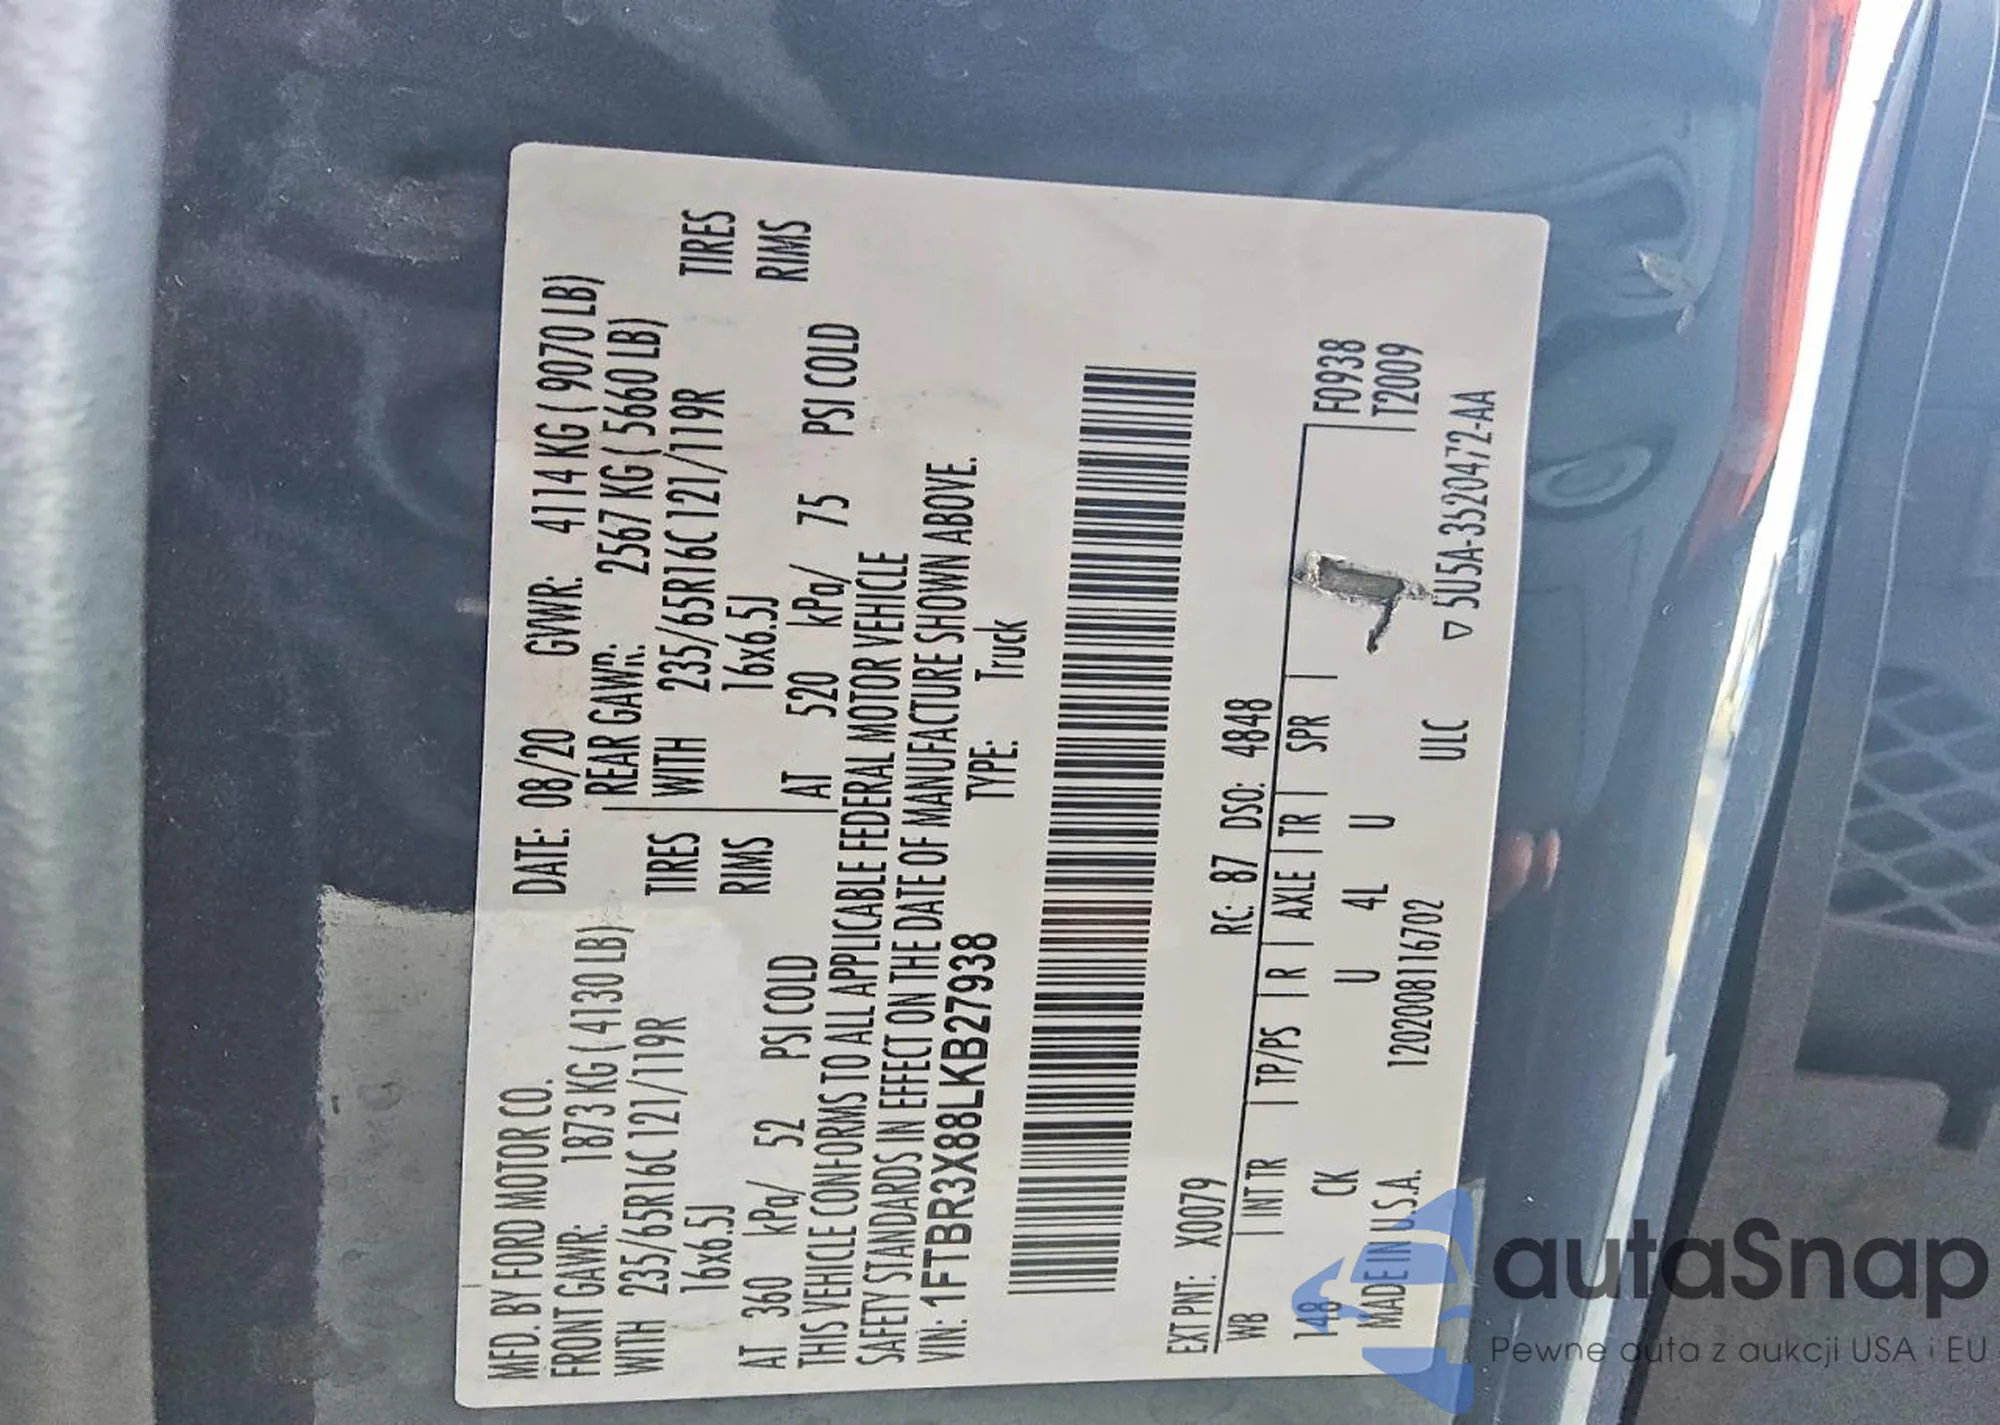 MFD. BY FORD MOTOR CO. DATE: 08/20 GVWR: 4114 KG ( 9070 LB)
FRONT GAWR: 1873 KG ( 4130 LB) REAR GAWR: 2567 KG ( 5660 LB)
WITH 235/65R16C 121/119R TIRES WITH 235/65R16C 121/119R TIRES
16x6.5J RIMS 16x6.5J RIMS
AT 360 kPa/ 52 PSI COLD AT 520 kPa/ 75 PSI COLD
THIS VEHICLE CONFORMS TO ALL APPLICABLE FEDERAL MOTOR VEHICLE
SAFETY STANDARDS IN EFFECT ON THE DATE OF MANUFACTURE SHOWN ABOVE.
VIN: 1FTBR3X88LKB27938 TYPE: Truck
EXT PNT: X0079 RC: 87 DSO: 4848
WB INT TR TP/PS R AXLE TR SPR F0938
148 CK U 4L U T2009
MADE IN U.S.A. 1202008116702 ULC 5U5A-3520472-AA
autaSnap
Pewne auta z aukcji USA i EU